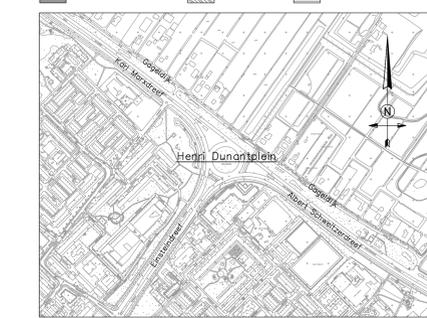 Gageldijk
Karl Marxdreef
N
Henri Dunantplein
Gageldijk
Albert Schweitzerdreef
Einsteindreef